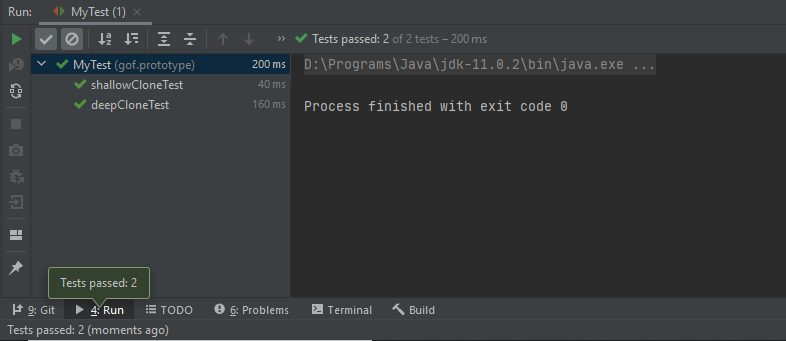 Run: MyTest (1)
Tests passed: 2 of 2 tests – 200 ms
MyTest (gof.prototype) 200 ms
shallowCloneTest 40 ms
deepCloneTest 160 ms
D:\Programs\Java\jdk-11.0.2\bin\java.exe ...
Process finished with exit code 0
Tests passed: 2
9: Git 4: Run TODO 6: Problems Terminal Build
Tests passed: 2 (moments ago)